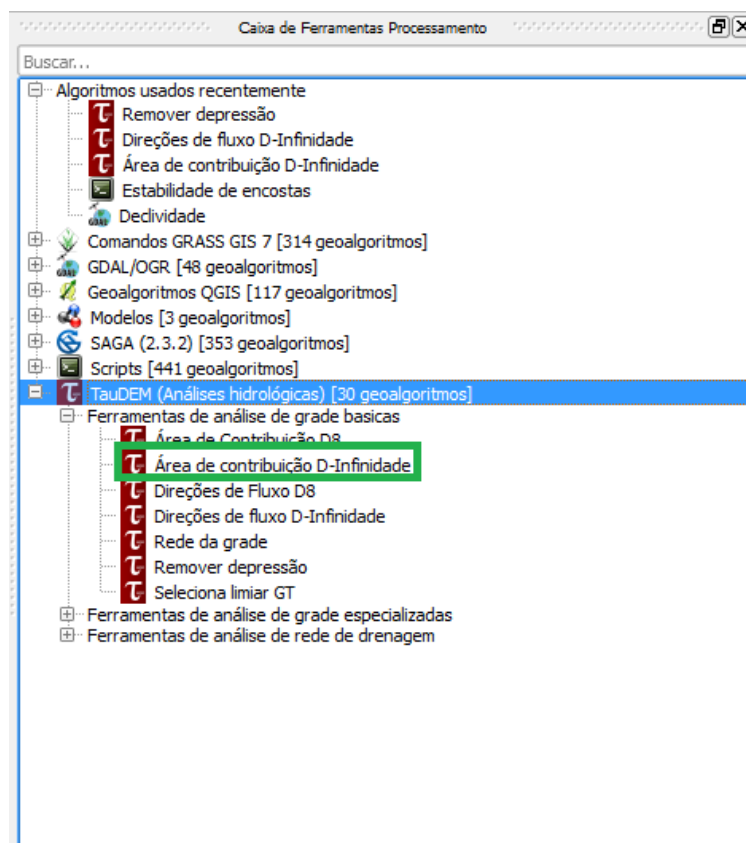 Caixa de Ferramentas Processamento
Buscar...
Algoritmos usados recentemente
Remover depressão
Direções de fluxo D-Infinidade
Área de contribuição D-Infinidade
Estabilidade de encostas
Declividade
Comandos GRASS GIS 7 [314 geoalgoritmos]
GDAL/OGR [48 geoalgoritmos]
Geoalgoritmos QGIS [117 geoalgoritmos]
Modelos [3 geoalgoritmos]
SAGA (2.3.2) [353 geoalgoritmos]
Scripts [441 geoalgoritmos]
TauDEM (Análises hidrológicas) [30 geoalgoritmos]
Ferramentas de análise de grade basicas
Área de Contribuição D8
Área de contribuição D-Infinidade
Direções de Fluxo D8
Direções de fluxo D-Infinidade
Rede da grade
Remover depressão
Seleciona limiar GT
Ferramentas de análise de grade especializadas
Ferramentas de análise de rede de drenagem